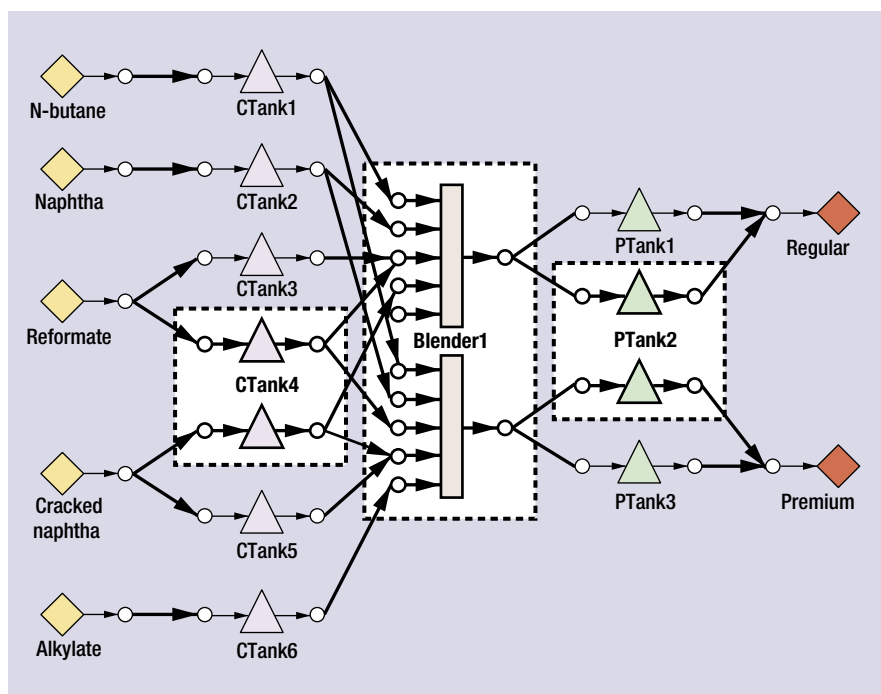 N-butane
CTank1
Naphtha
CTank2
PTank1
Regular
CTank3
Reformate
Blender1
PTank2
CTank4
Cracked
naphtha
CTank5
PTank3
Premium
Alkylate
CTank6